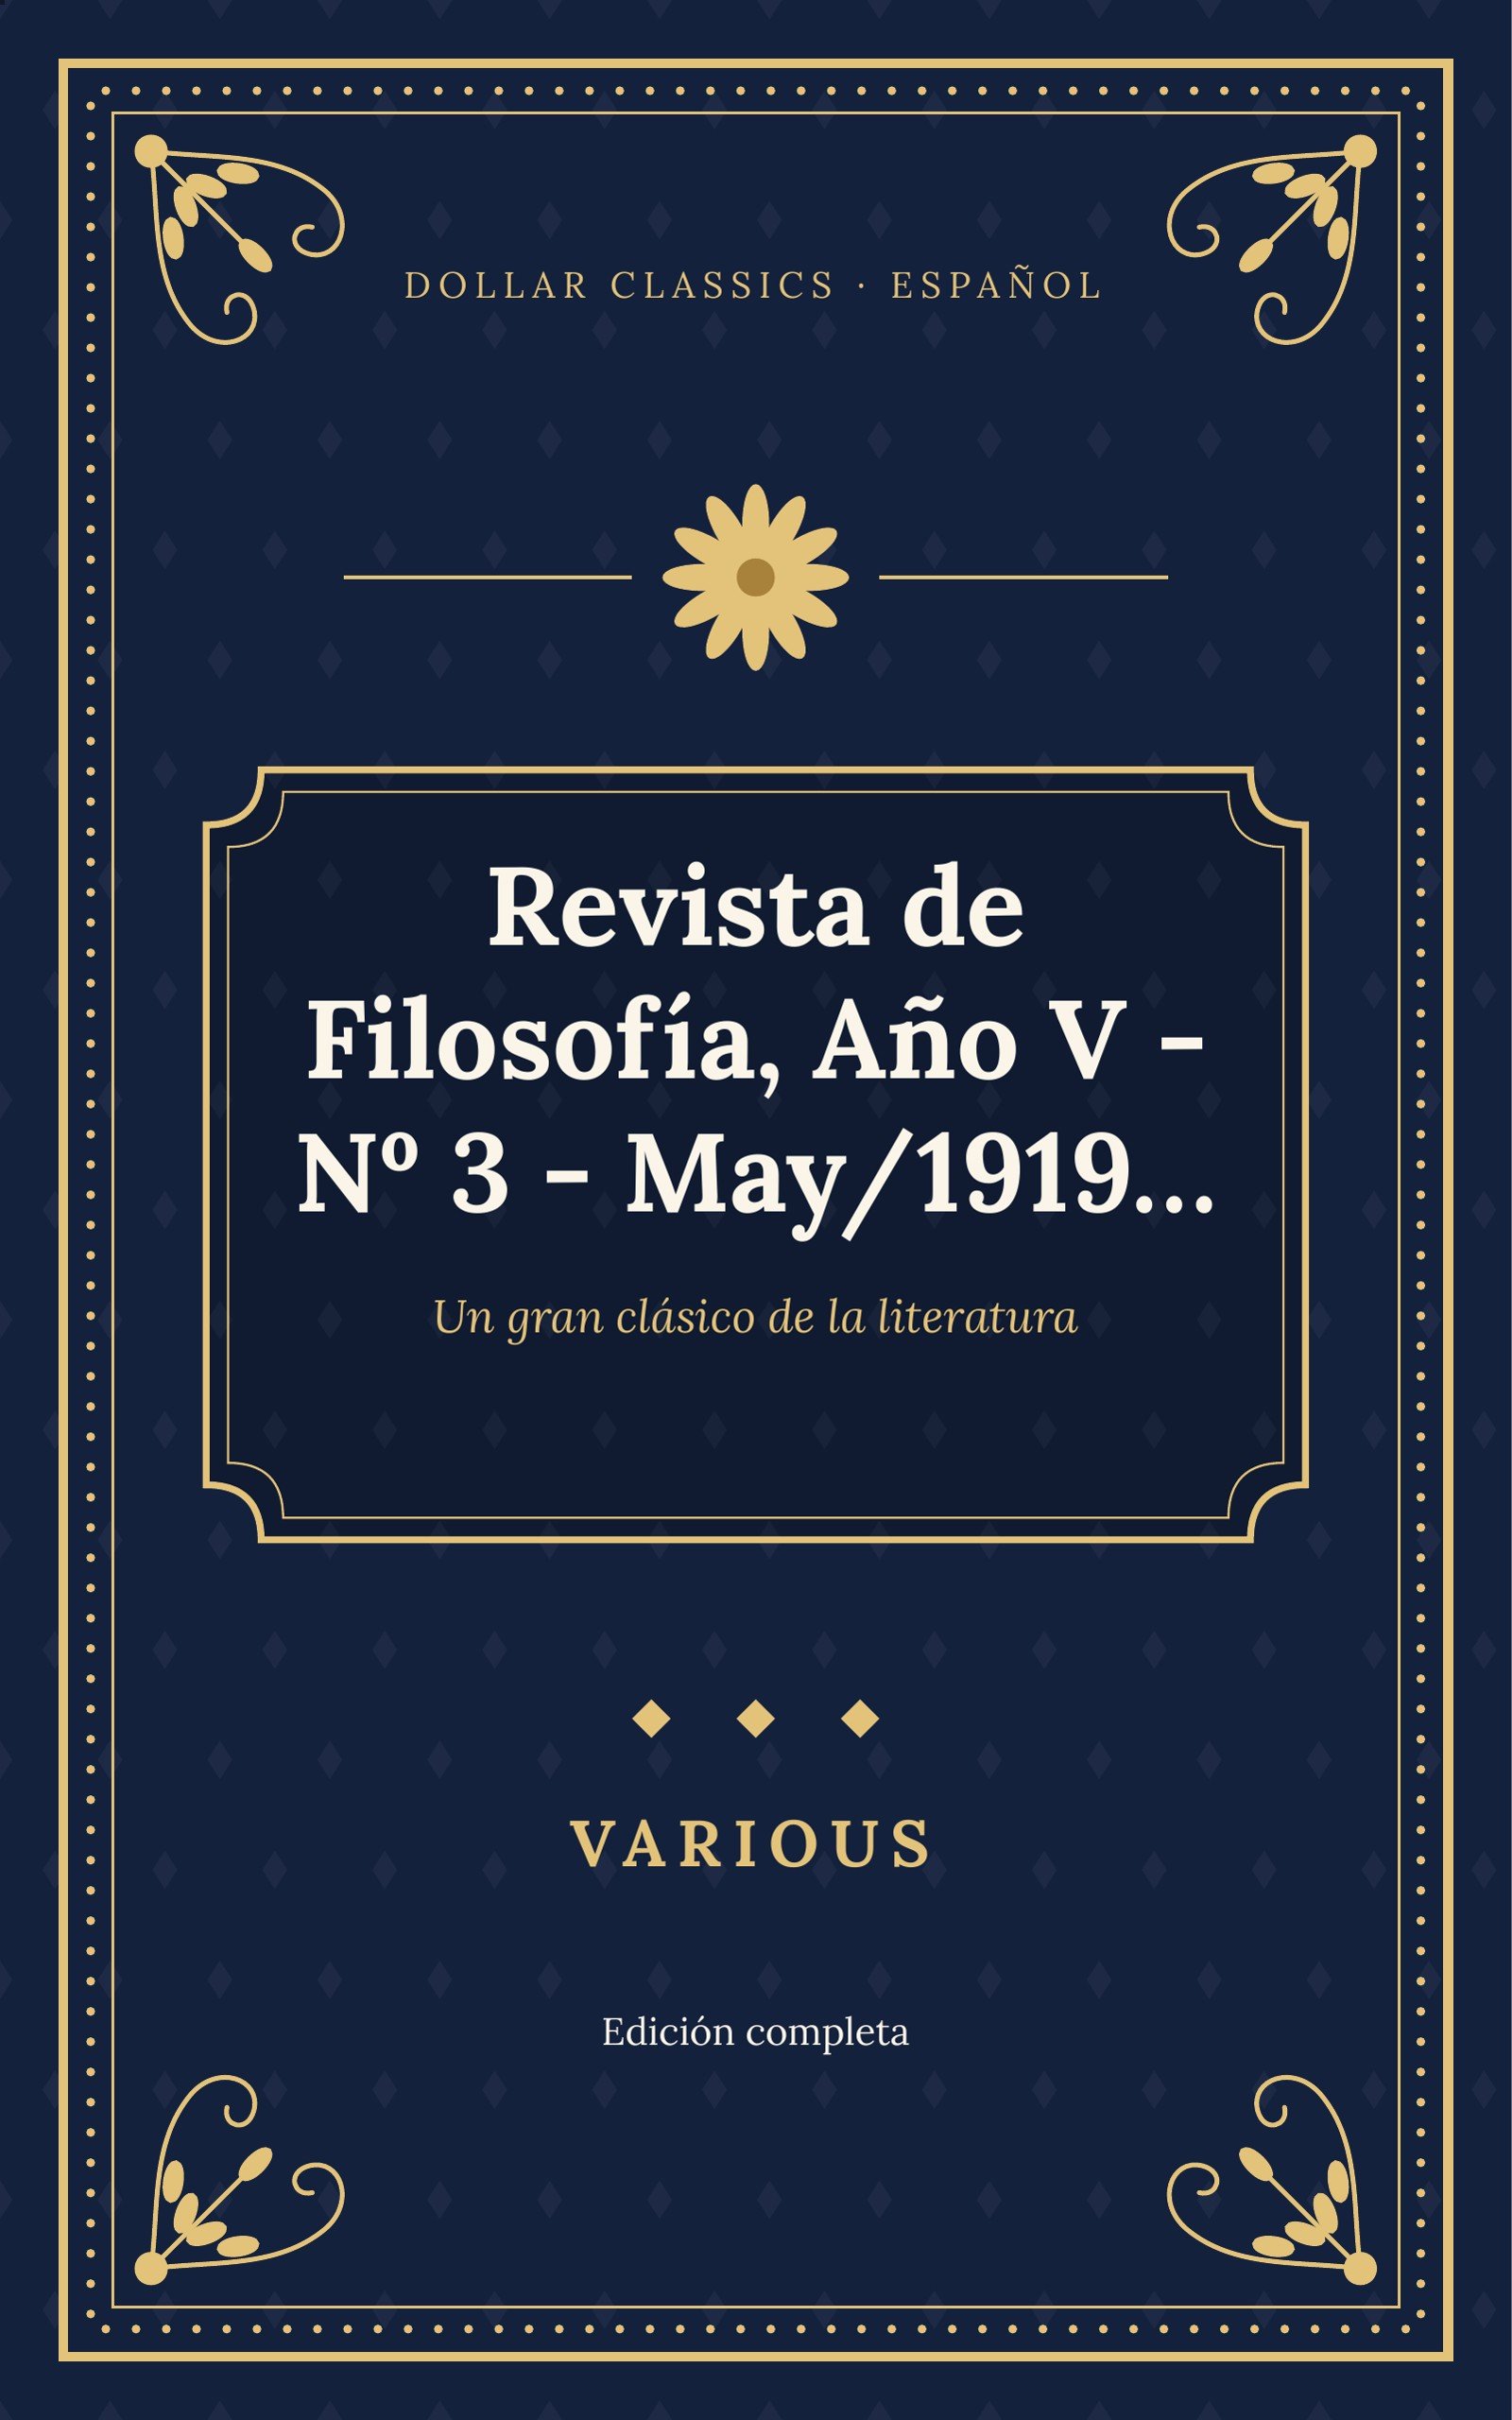 DOLLAR CLASSICS · ESPAÑOL
Revista de
Filosofía, Año V -
Nº 3 - May/1919...
Un gran clásico de la literatura
VARIOUS
Edición completa